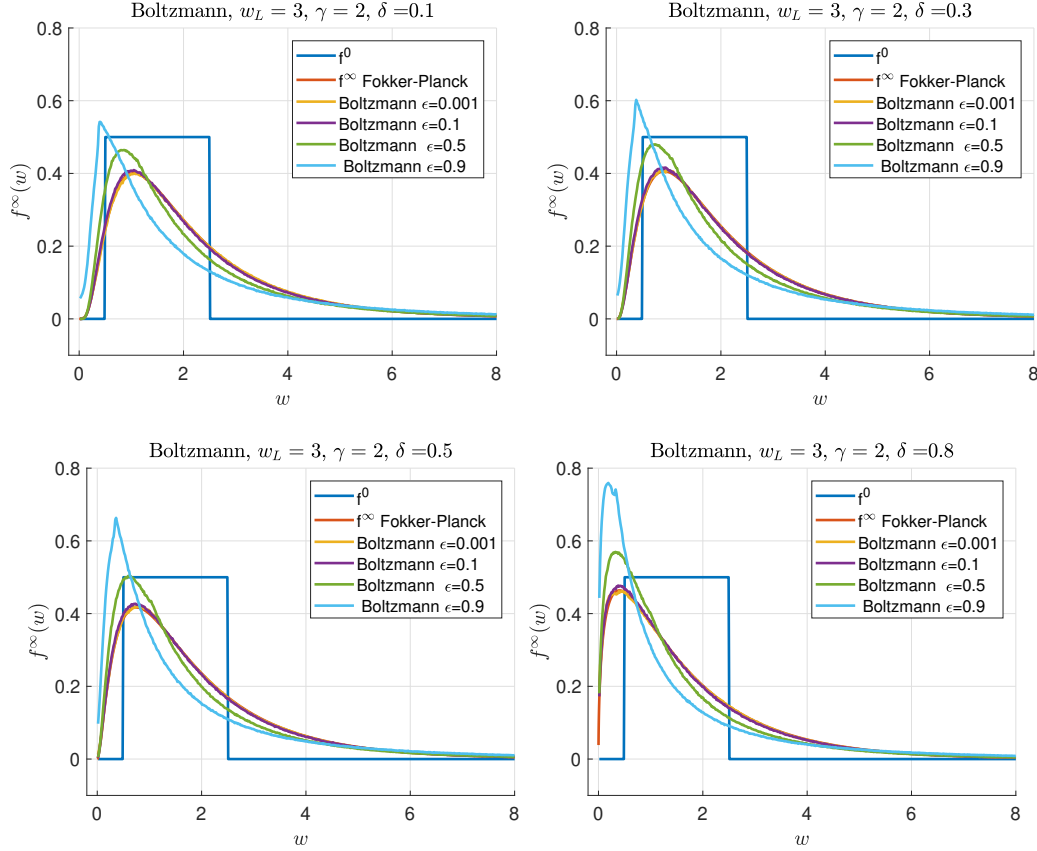 Boltzmann, w_L = 3, γ = 2, δ =0.1
0.8
0.6
0.4
0.2
0
f^∞(w)
0 2 4 6 8
w
f^0
f^∞ Fokker-Planck
Boltzmann ϵ=0.001
Boltzmann ϵ=0.1
Boltzmann ϵ=0.5
Boltzmann ϵ=0.9
Boltzmann, w_L = 3, γ = 2, δ =0.3
0.8
0.6
0.4
0.2
0
f^∞(w)
0 2 4 6 8
w
f^0
f^∞ Fokker-Planck
Boltzmann ϵ=0.001
Boltzmann ϵ=0.1
Boltzmann ϵ=0.5
Boltzmann ϵ=0.9
Boltzmann, w_L = 3, γ = 2, δ =0.5
0.8
0.6
0.4
0.2
0
f^∞(w)
0 2 4 6 8
w
f^0
f^∞ Fokker-Planck
Boltzmann ϵ=0.001
Boltzmann ϵ=0.1
Boltzmann ϵ=0.5
Boltzmann ϵ=0.9
Boltzmann, w_L = 3, γ = 2, δ =0.8
0.8
0.6
0.4
0.2
0
f^∞(w)
0 2 4 6 8
w
f^0
f^∞ Fokker-Planck
Boltzmann ϵ=0.001
Boltzmann ϵ=0.1
Boltzmann ϵ=0.5
Boltzmann ϵ=0.9